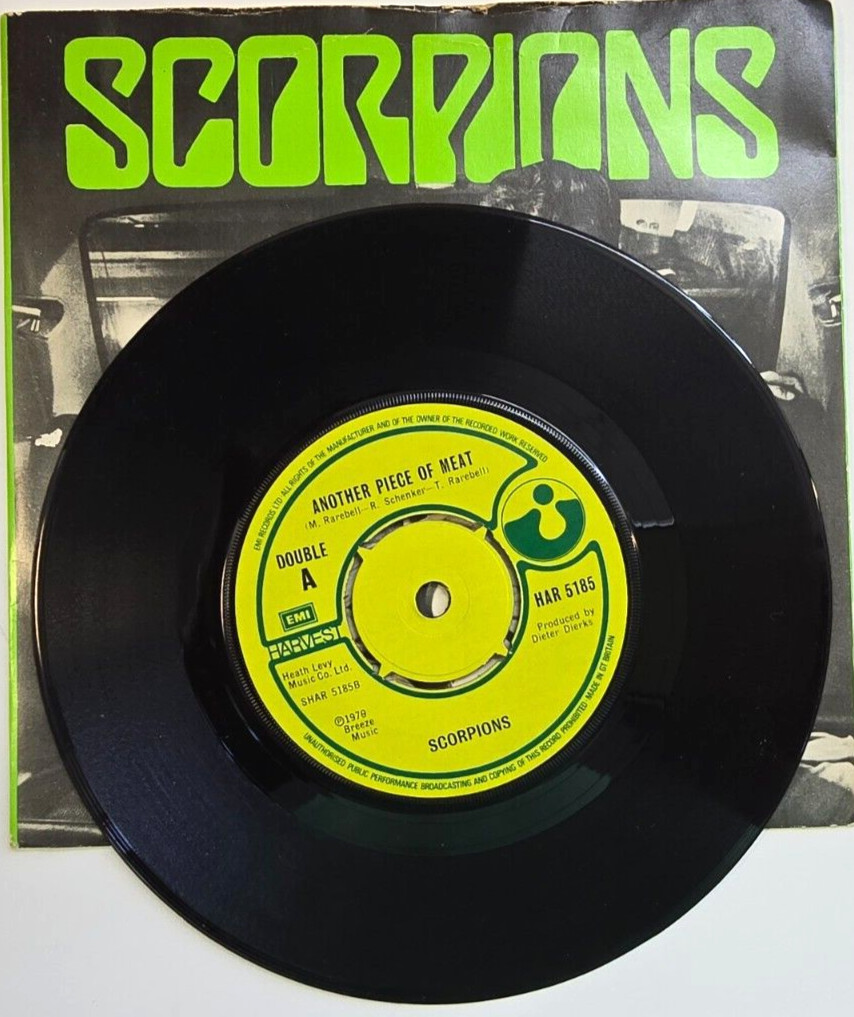 SCORPIONS
EMI RECORDS LTD ALL RIGHTS OF THE MANUFACTURER AND OF THE OWNER OF THE RECORDED WORK RESERVED
ANOTHER PIECE OF MEAT
(M. Rarebell—R. Schenker—T. Rarebell)
DOUBLE
A
EMI
HARVEST
HAR 5185
Produced by
Dieter Dierks
Heath Levy
Music Co. Ltd.
SHAR 5185B
℗1979
Breeze
Music
SCORPIONS
UNAUTHORISED PUBLIC PERFORMANCE BROADCASTING AND COPYING OF THIS RECORD PROHIBITED MADE IN GT BRITAIN